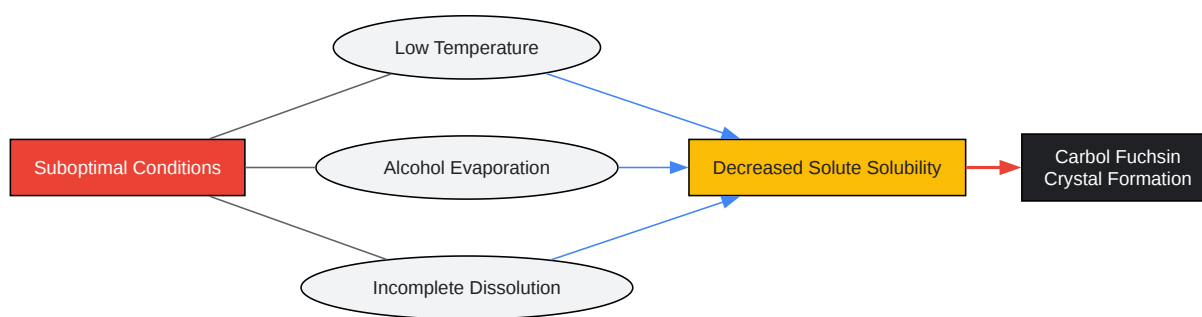 Low Temperature
Suboptimal Conditions
Alcohol Evaporation
Decreased Solute Solubility
Carbol Fuchsin
Crystal Formation
Incomplete Dissolution